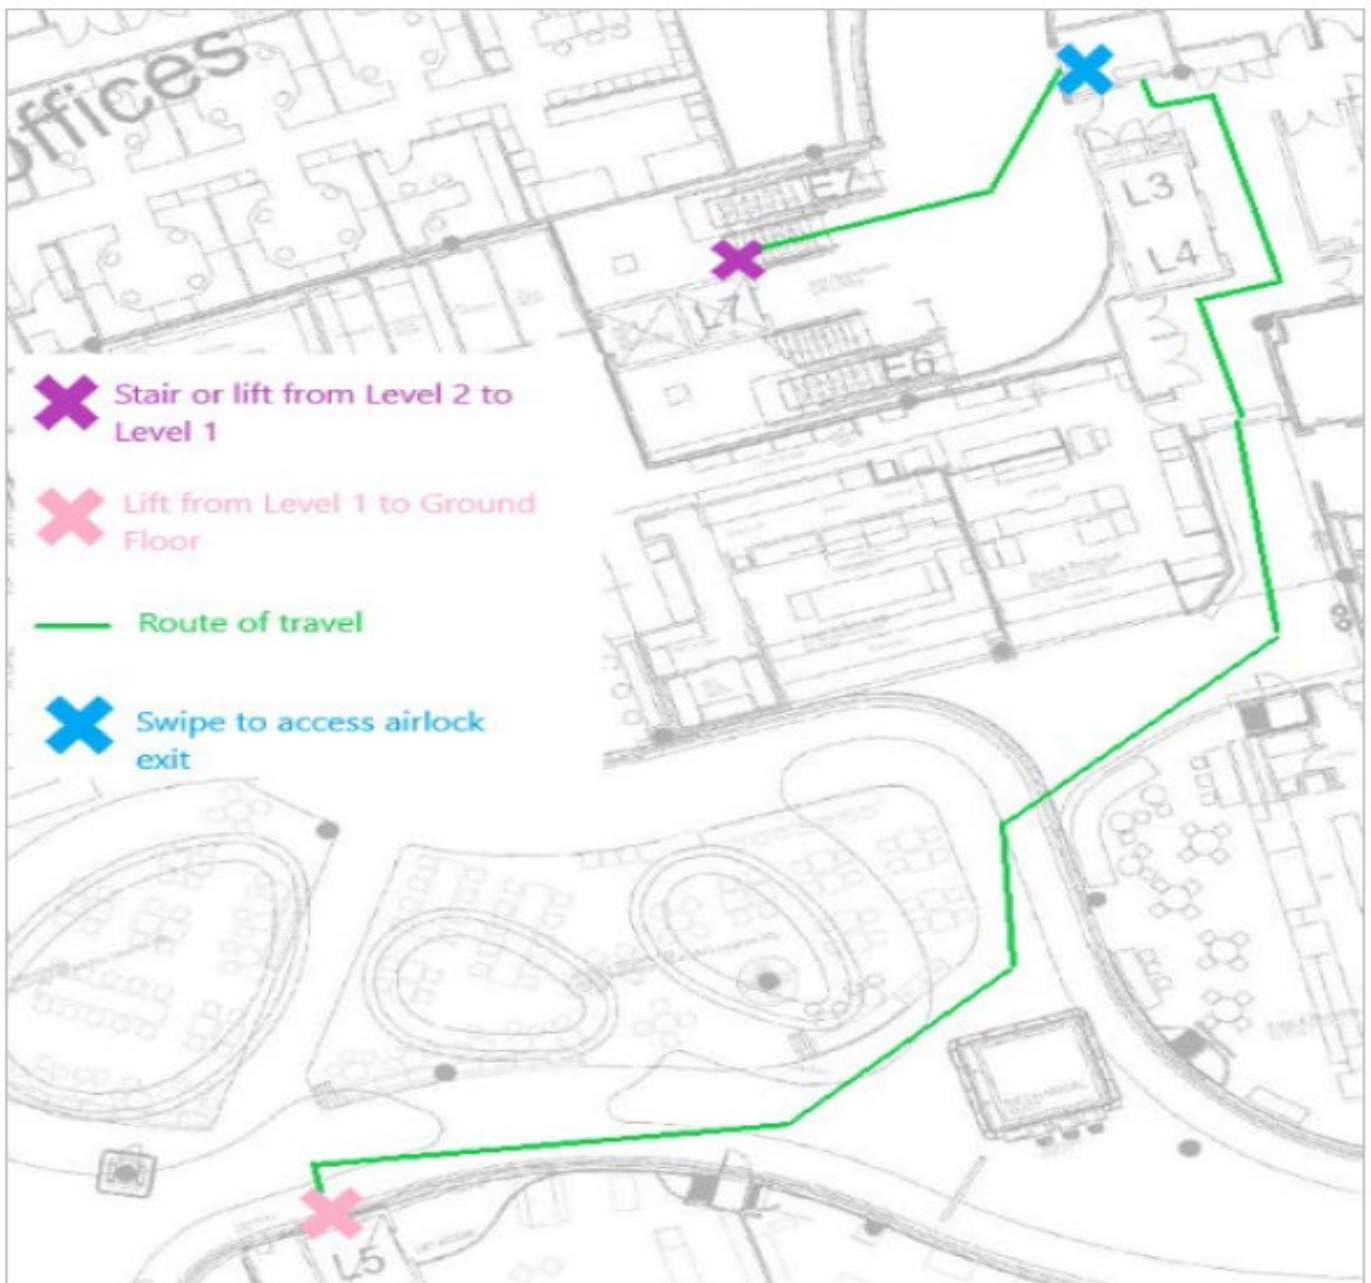 offices
E7
L3
L4
L7
E6
Stair or lift from Level 2 to
Level 1
Lift from Level 1 to Ground
Floor
Route of travel
Swipe to access airlock
exit
L5